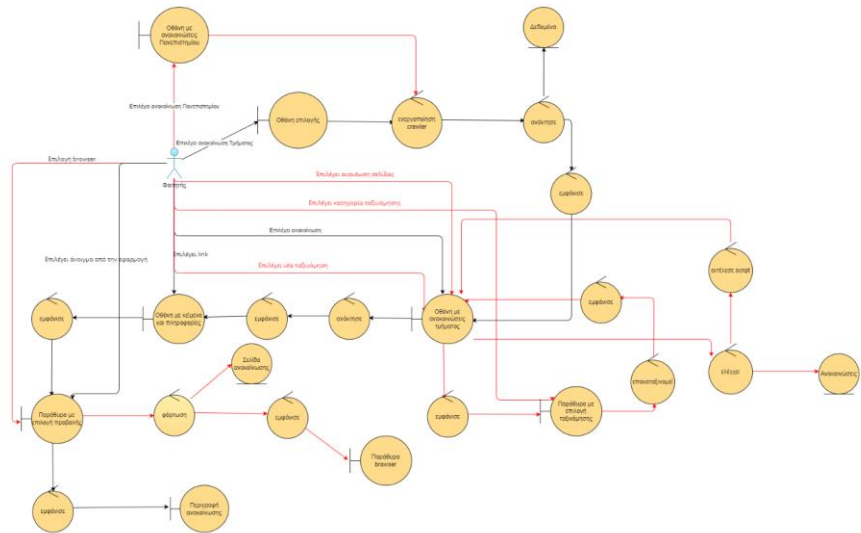 Οθόνη με
ανακοινώσεις
Πανεπιστημίου
Δεδομένα
Επιλέγει ανακοίνωση Πανεπιστημίου
Οθόνη επιλογής
ενεργοποίηση
crawler
ανάκτησε
Επιλέγει ανακοίνωση Τμήματος
Επιλογή browser
Φοιτητής
Επιλέγει ανανέωση σελίδας
εμφάνισε
Επιλέγει κατηγορία ταξινόμησης
Επιλέγει ανακοίνωση
Επιλέγει άνοιγμα από την εφαρμογή
Επιλέγει link
Επιλέγει νέα ταξινόμηση
εκτέλεσε script
εμφάνισε
Οθόνη με κείμενο
και πληροφορίες
εμφάνισε
ανάκτησε
Οθόνη με
ανακοινώσεις
τμήματος
εμφάνισε
Σελίδα
ανακοίνωσης
επαναταξινομεί
ελέγχει
Ανακοινώσεις
Παράθυρο με
επιλογή προβολής
φόρτωση
εμφάνισε
εμφάνισε
Παράθυρο με
επιλογή
ταξινόμησης
Παράθυρο
browser
εμφάνισε
Περιγραφή
ανακοίνωσης